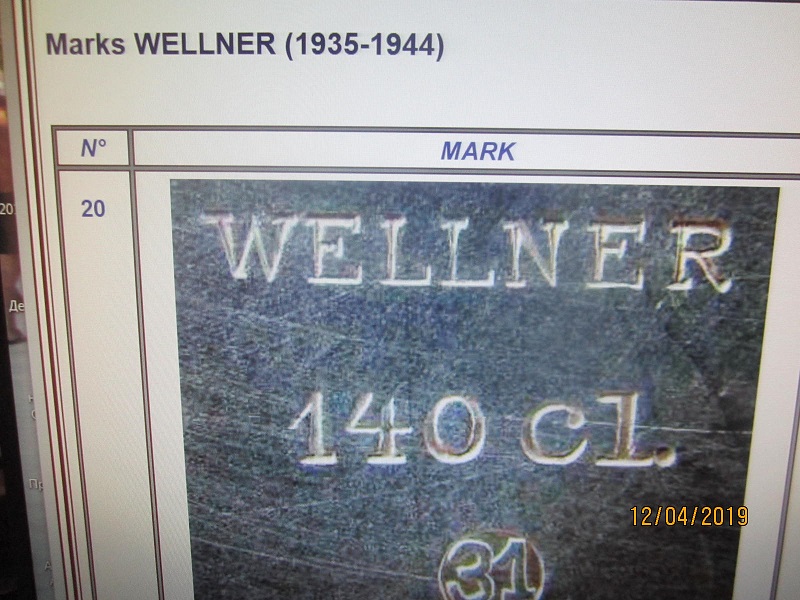 Marks WELLNER (1935-1944)
N° MARK
20
WELLNER
140 cl.
31
12/04/2019